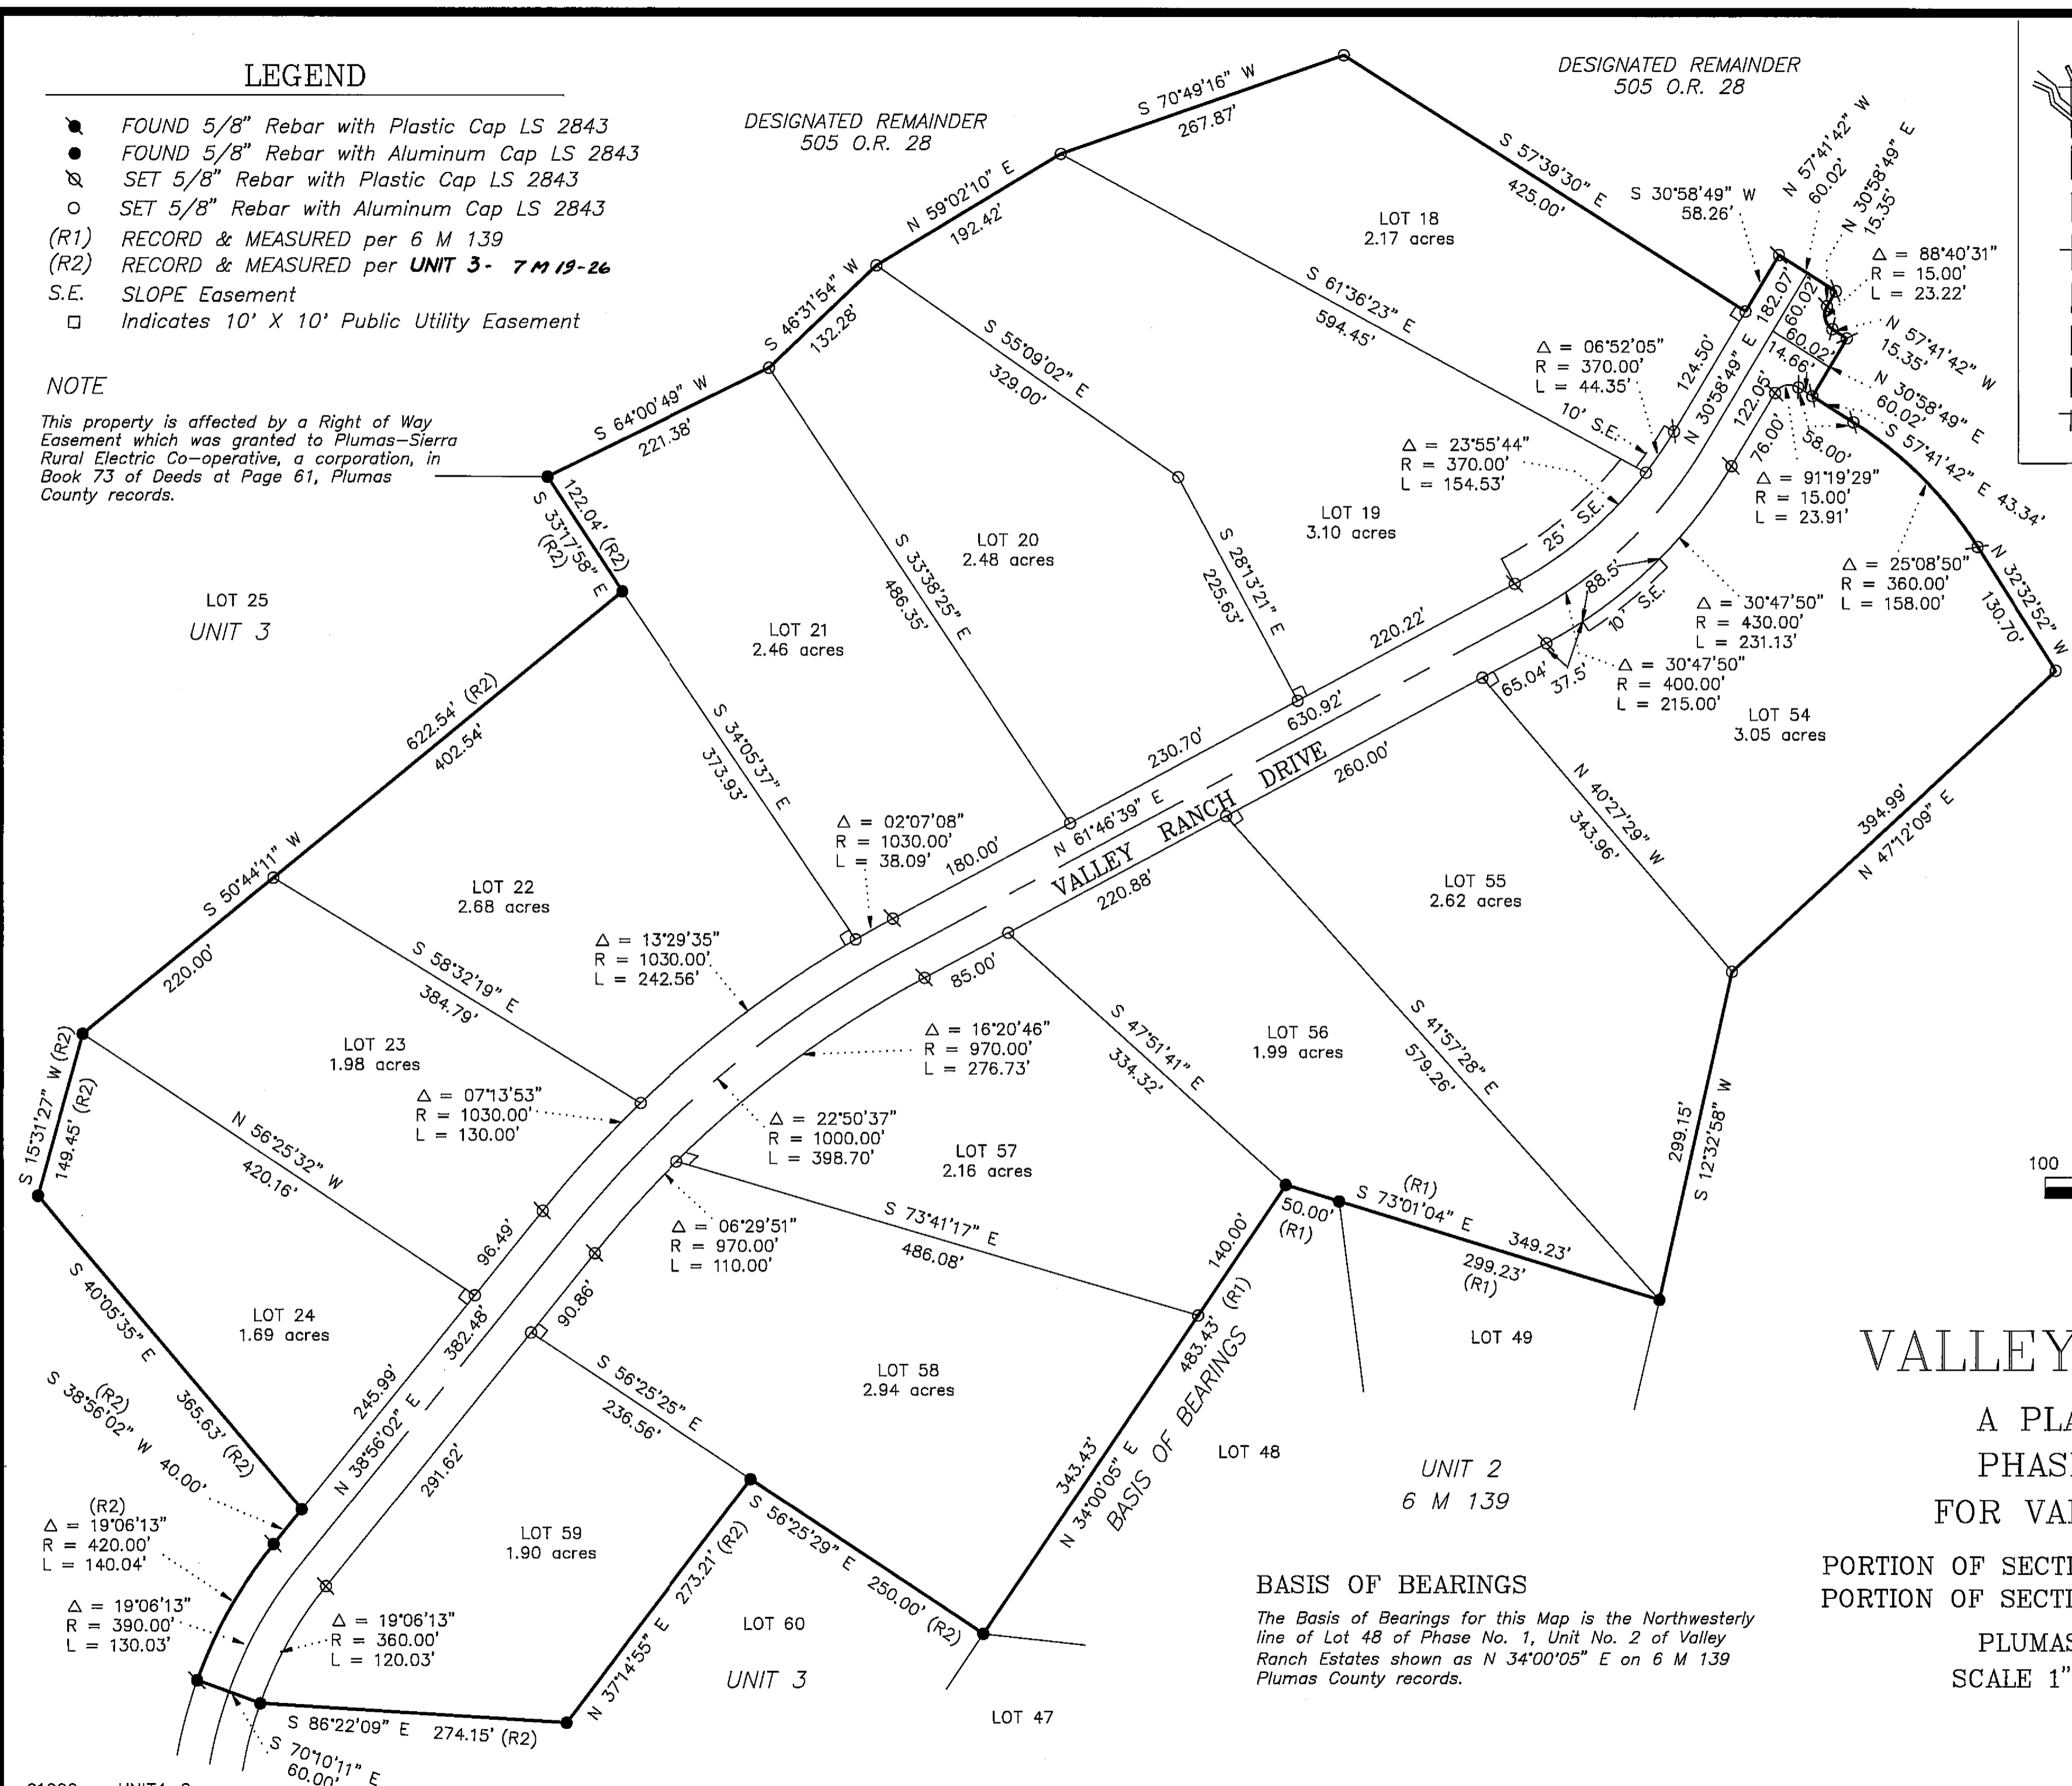 LEGEND
FOUND 5/8" Rebar with Plastic Cap LS 2843
FOUND 5/8" Rebar with Aluminum Cap LS 2843
SET 5/8" Rebar with Plastic Cap LS 2843
SET 5/8" Rebar with Aluminum Cap LS 2843
(R1) RECORD & MEASURED per 6 M 139
(R2) RECORD & MEASURED per UNIT 3- 7 M 19-26
S.E. SLOPE Easement
Indicates 10' X 10' Public Utility Easement
NOTE
This property is affected by a Right of Way
Easement which was granted to Plumas-Sierra
Rural Electric Co-operative, a corporation, in
Book 73 of Deeds at Page 61, Plumas
County records.
DESIGNATED REMAINDER
505 O.R. 28
DESIGNATED REMAINDER
505 O.R. 28
S 70°49'16" W
267.87'
S 57°39'30" E
425.00'
N 59°02'10" E
192.42'
S 46°31'54" W
132.28'
S 64°00'49" W
221.38'
122.04' (R2)
S 33°17'58" E
(R2)
S 30°58'49" W
58.26'
N 57°41'42" W
60.02'
N 30°58'49" E
15.35'
Δ = 88°40'31"
R = 15.00'
L = 23.22'
N 57°41'42" W
15.35'
N 30°58'49" E
60.02'
S 57°41'42" E 43.34'
182.07'
60.02'
60.02'
14.66'
N 30°58'49" E
122.05'
76.00'
58.00'
124.50'
Δ = 91°19'29"
R = 15.00'
L = 23.91'
Δ = 25°08'50"
R = 360.00'
L = 158.00'
N 32°32'52" W
130.70'
LOT 18
2.17 acres
S 61°36'23" E
594.45'
Δ = 06°52'05"
R = 370.00'
L = 44.35'
10' S.E.
Δ = 23°55'44"
R = 370.00'
L = 154.53'
25' S.E.
LOT 19
3.10 acres
S 55°09'02" E
329.00'
S 28°13'21" E
225.63'
LOT 20
2.48 acres
S 33°38'25" E
486.35'
LOT 21
2.46 acres
S 34°05'37" E
373.93'
LOT 25
UNIT 3
622.54' (R2)
402.54'
S 50°44'11" W
220.00'
88.5'
10' S.E.
37.5'
65.04'
Δ = 30°47'50"
R = 430.00'
L = 231.13'
Δ = 30°47'50"
R = 400.00'
L = 215.00'
LOT 54
3.05 acres
394.99'
N 47°12'09" E
N 40°27'29" W
343.96'
220.22'
630.92'
230.70'
260.00'
N 61°46'39" E
VALLEY RANCH DRIVE
220.88'
180.00'
85.00'
Δ = 02°07'08"
R = 1030.00'
L = 38.09'
LOT 22
2.68 acres
Δ = 13°29'35"
R = 1030.00'
L = 242.56'
S 58°32'19" E
384.79'
LOT 23
1.98 acres
Δ = 07°13'53"
R = 1030.00'
L = 130.00'
S 15°31'27" W (R2)
149.45' (R2)
N 56°25'32" W
420.16'
96.49'
LOT 55
2.62 acres
S 41°57'28" E
579.26'
LOT 56
1.99 acres
S 47°51'41" E
334.32'
Δ = 16°20'46"
R = 970.00'
L = 276.73'
Δ = 22°50'37"
R = 1000.00'
L = 398.70'
LOT 57
2.16 acres
S 73°41'17" E
486.08'
Δ = 06°29'51"
R = 970.00'
L = 110.00'
299.15'
S 12°32'58" W
100
50.00'
(R1)
(R1)
S 73°01'04" E
349.23'
299.23'
(R1)
140.00'
483.43' (R1)
343.43'
N 34°00'05" E
BASIS OF BEARINGS
LOT 49
LOT 48
UNIT 2
6 M 139
LOT 24
1.69 acres
S 40°05'35" E
365.63' (R2)
245.99'
382.48'
N 38°56'02" E
291.62'
90.86'
(R2)
S 38°56'02" W 40.00'
(R2)
Δ = 19°06'13"
R = 420.00'
L = 140.04'
Δ = 19°06'13"
R = 390.00'
L = 130.03'
Δ = 19°06'13"
R = 360.00'
L = 120.03'
S 56°25'25" E
236.56'
LOT 58
2.94 acres
LOT 59
1.90 acres
S 56°25'29" E 250.00' (R2)
N 37°14'55" E 273.21' (R2)
LOT 60
UNIT 3
LOT 47
S 86°22'09" E 274.15' (R2)
S 70°10'11" E
60.00'
BASIS OF BEARINGS
The Basis of Bearings for this Map is the Northwesterly
line of Lot 48 of Phase No. 1, Unit No. 2 of Valley
Ranch Estates shown as N 34°00'05" E on 6 M 139
Plumas County records.
VALLEY
A PLA
PHAS
FOR VA
PORTION OF SECTI
PORTION OF SECTI
PLUMAS
SCALE 1"